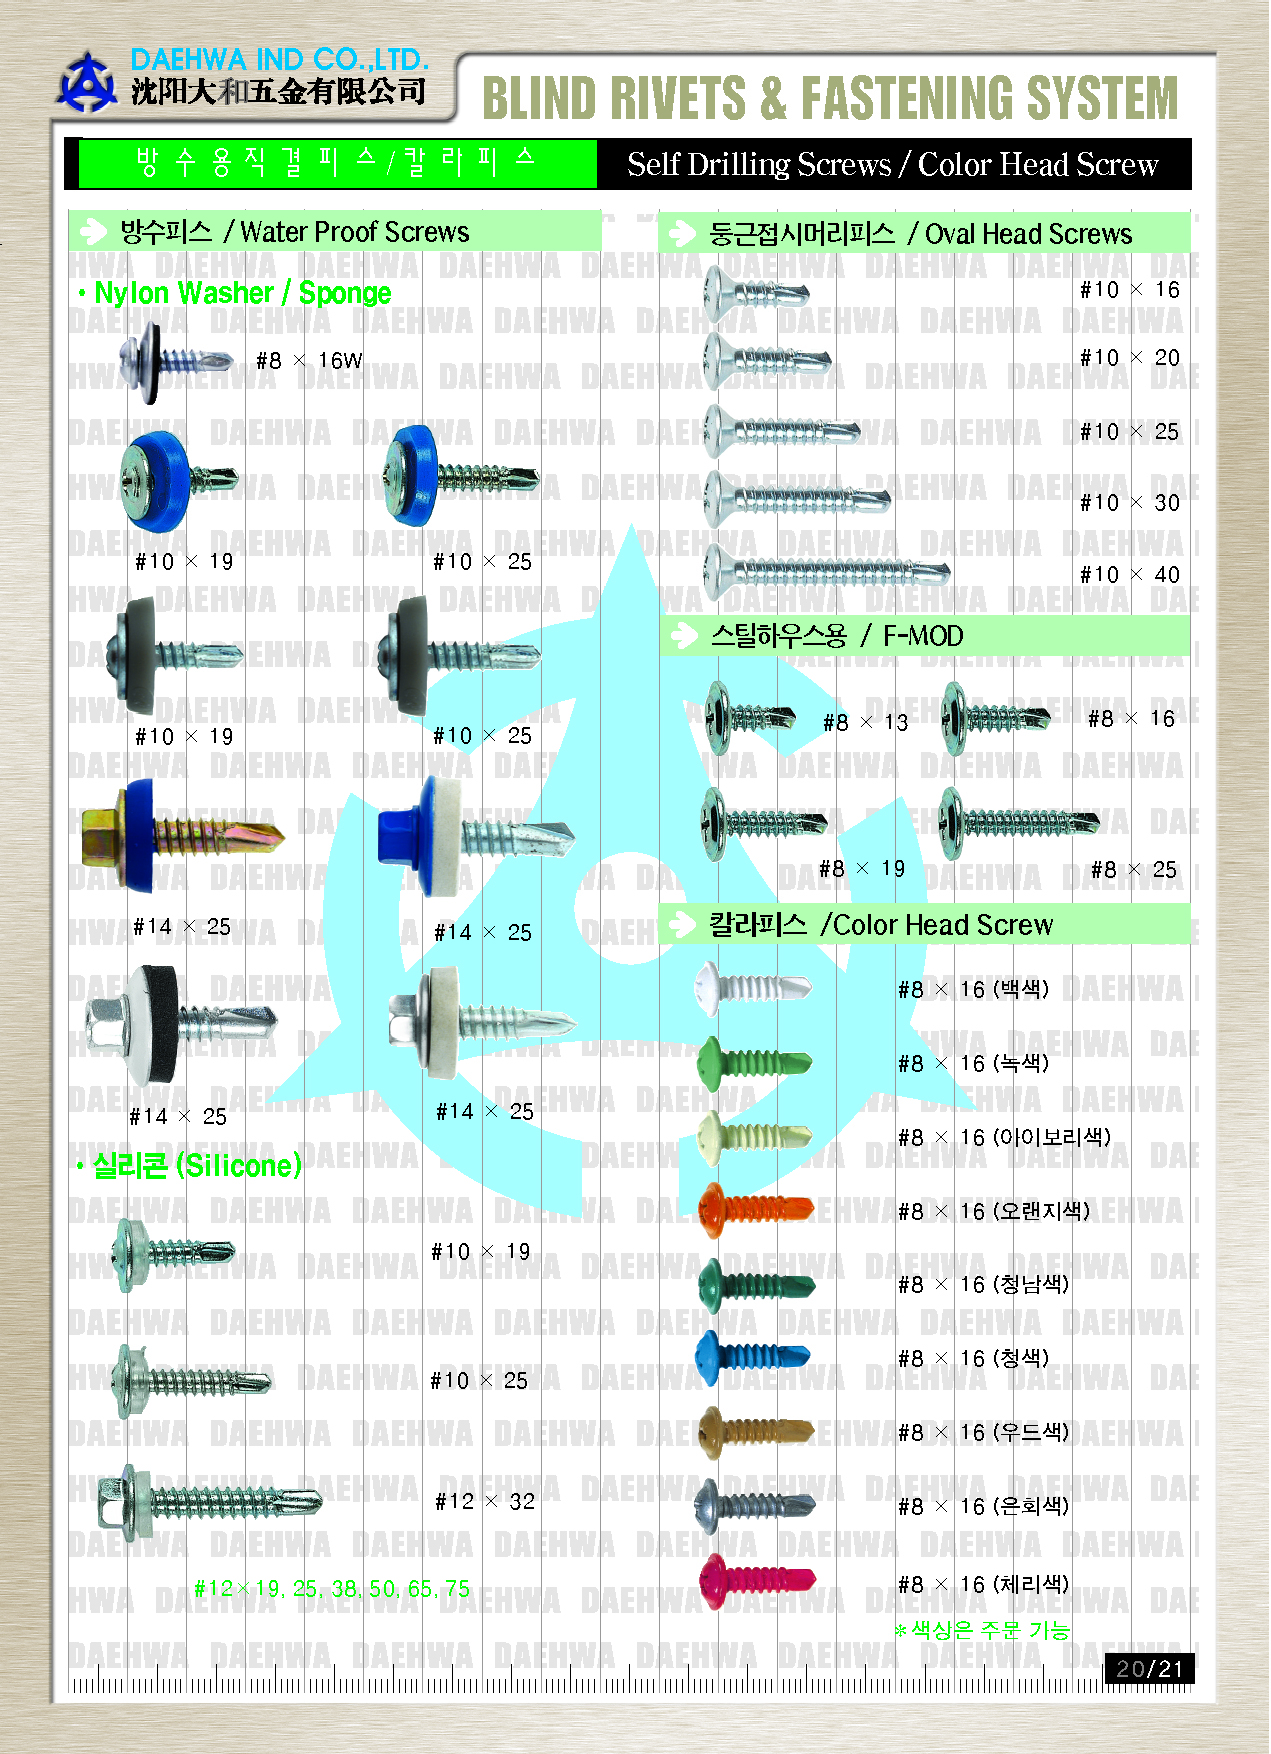 DAEHWA IND CO.,LTD.
沈阳大和五金有限公司
BLIND RIVETS & FASTENING SYSTEM
방수용직결피스/칼라피스
Self Drilling Screws / Color Head Screw
방수피스 / Water Proof Screws
• Nylon Washer / Sponge
#8 × 16W
#10 × 19
#10 × 25
#10 × 19
#10 × 25
#14 × 25
#14 × 25
#14 × 25
#14 × 25
• 실리콘 (Silicone)
#10 × 19
#10 × 25
#12 × 32
#12×19, 25, 38, 50, 65, 75
둥근접시머리피스 / Oval Head Screws
#10 × 16
#10 × 20
#10 × 25
#10 × 30
#10 × 40
스틸하우스용 / F-MOD
#8 × 13
#8 × 16
#8 × 19
#8 × 25
칼라피스 /Color Head Screw
#8 × 16 (백색)
#8 × 16 (녹색)
#8 × 16 (아이보리색)
#8 × 16 (오랜지색)
#8 × 16 (청남색)
#8 × 16 (청색)
#8 × 16 (우드색)
#8 × 16 (은회색)
#8 × 16 (체리색)
*색상은 주문 가능
20/21